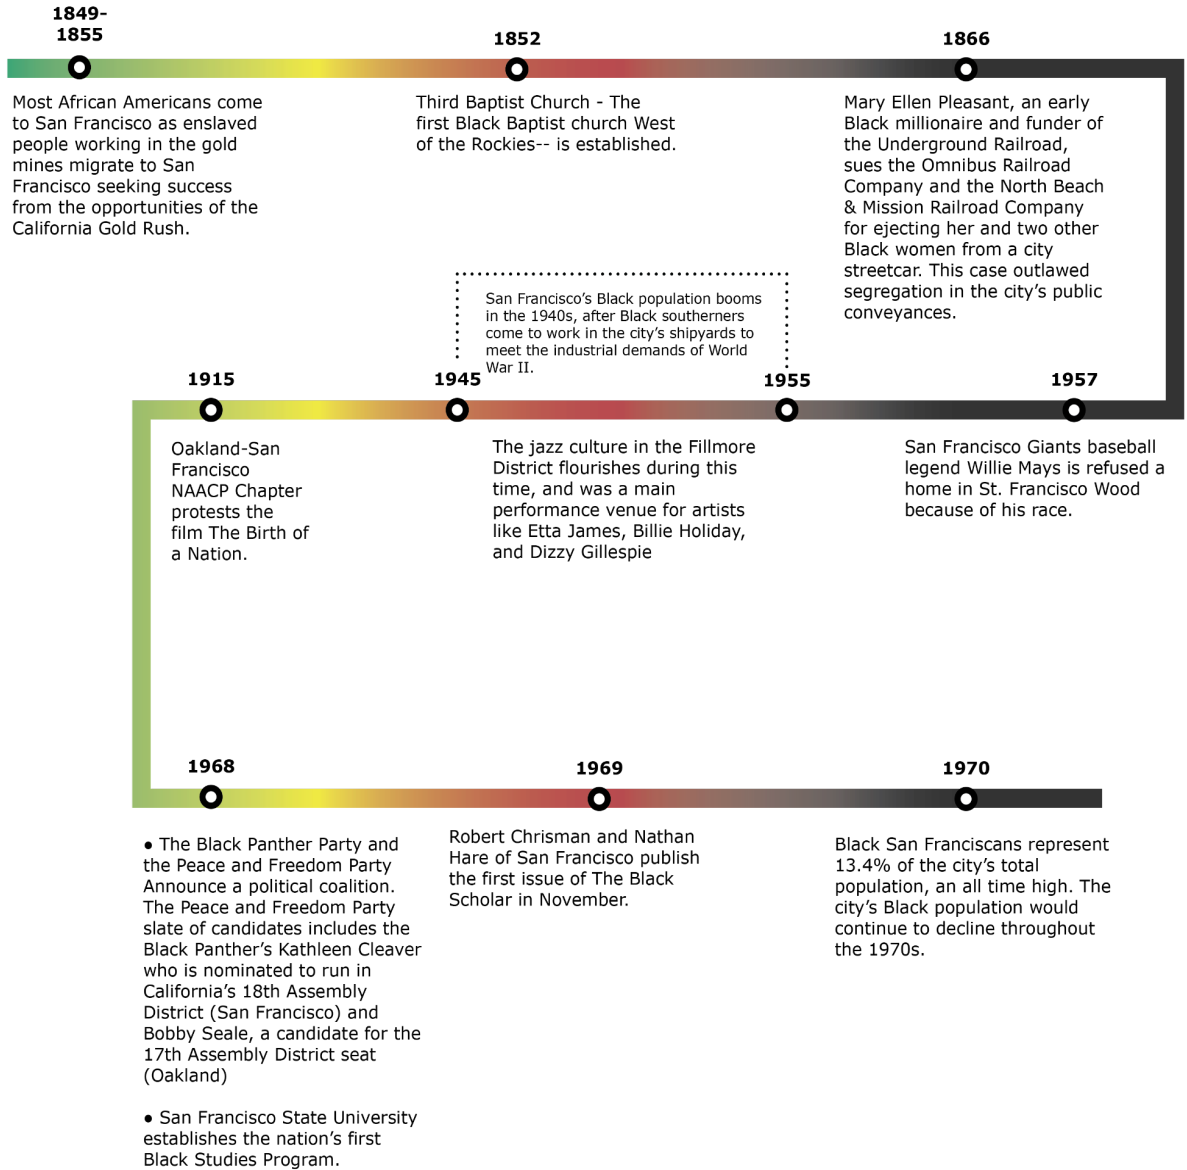 1849-
1855
Most African Americans come
to San Francisco as enslaved
people working in the gold
mines migrate to San
Francisco seeking success
from the opportunities of the
California Gold Rush.
1852
Third Baptist Church - The
first Black Baptist church West
of the Rockies-- is established.
1866
Mary Ellen Pleasant, an early
Black millionaire and funder of
the Underground Railroad,
sues the Omnibus Railroad
Company and the North Beach
& Mission Railroad Company
for ejecting her and two other
Black women from a city
streetcar. This case outlawed
segregation in the city’s public
conveyances.
1915
Oakland-San
Francisco
NAACP Chapter
protests the
film The Birth of
a Nation.
San Francisco’s Black population booms
in the 1940s, after Black southerners
come to work in the city’s shipyards to
meet the industrial demands of World
War II.
1945
1955
The jazz culture in the Fillmore
District flourishes during this
time, and was a main
performance venue for artists
like Etta James, Billie Holiday,
and Dizzy Gillespie
1957
San Francisco Giants baseball
legend Willie Mays is refused a
home in St. Francisco Wood
because of his race.
1968
● The Black Panther Party and
the Peace and Freedom Party
Announce a political coalition.
The Peace and Freedom Party
slate of candidates includes the
Black Panther’s Kathleen Cleaver
who is nominated to run in
California’s 18th Assembly
District (San Francisco) and
Bobby Seale, a candidate for the
17th Assembly District seat
(Oakland)
● San Francisco State University
establishes the nation’s first
Black Studies Program.
1969
Robert Chrisman and Nathan
Hare of San Francisco publish
the first issue of The Black
Scholar in November.
1970
Black San Franciscans represent
13.4% of the city’s total
population, an all time high. The
city’s Black population would
continue to decline throughout
the 1970s.